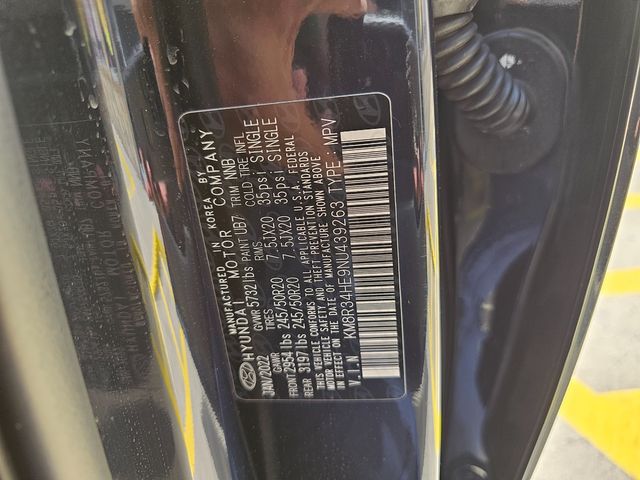 MANUFACTURED IN KOREA BY
HYUNDAI MOTOR COMPANY
JAN/2022 GVWR 5732 lbs PAINT UB7 TRIM NNB
GAWR TIRES RWS COLD TIRE INFL
FRONT 2954 lbs 245/50R20 7.5JX20 35psi SINGLE
REAR 3197 lbs 245/50R20 7.5JX20 35psi SINGLE
THIS VEHICLE CONFORMS TO ALL APPLICABLE U.S.A. FEDERAL
MOTOR VEHICLE SAFETY AND THEFT PREVENTION STANDARDS
IN EFFECT ON THE DATE OF MANUFACTURE SHOWN ABOVE
V.I.N : KM8R34HE9NU439263 TYPE : MPV